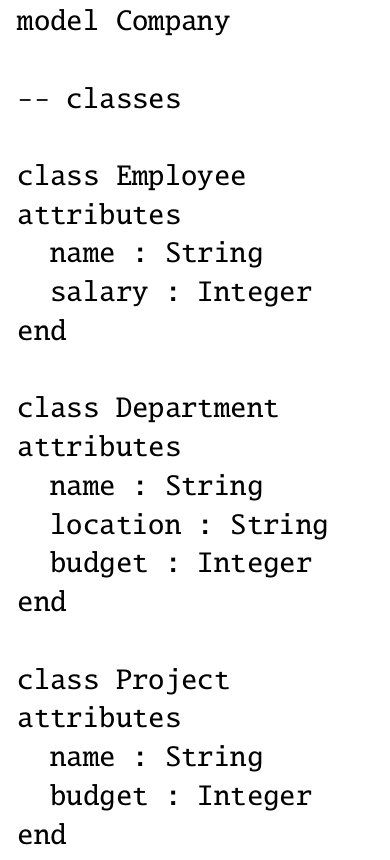 model Company
-- classes
class Employee
attributes
name : String
salary : Integer
end
class Department
attributes
name : String
location : String
budget : Integer
end
class Project
attributes
name : String
budget : Integer
end